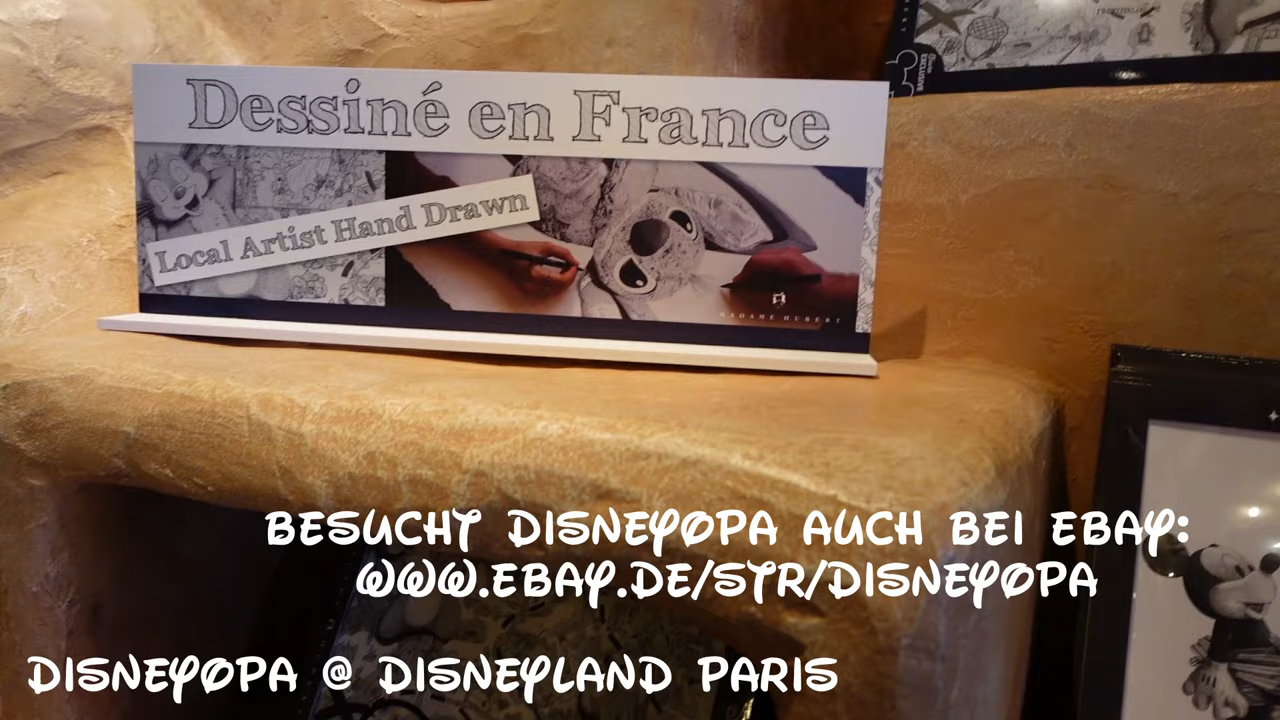 Dessiné en France
Local Artist Hand Drawn
MADAME HUBERT
BESUCHT DISNEYOPA AUCH BEI EBAY:
WWW.EBAY.DE/STR/DISNEYOPA
DISNEYOPA @ DISNEYLAND PARIS